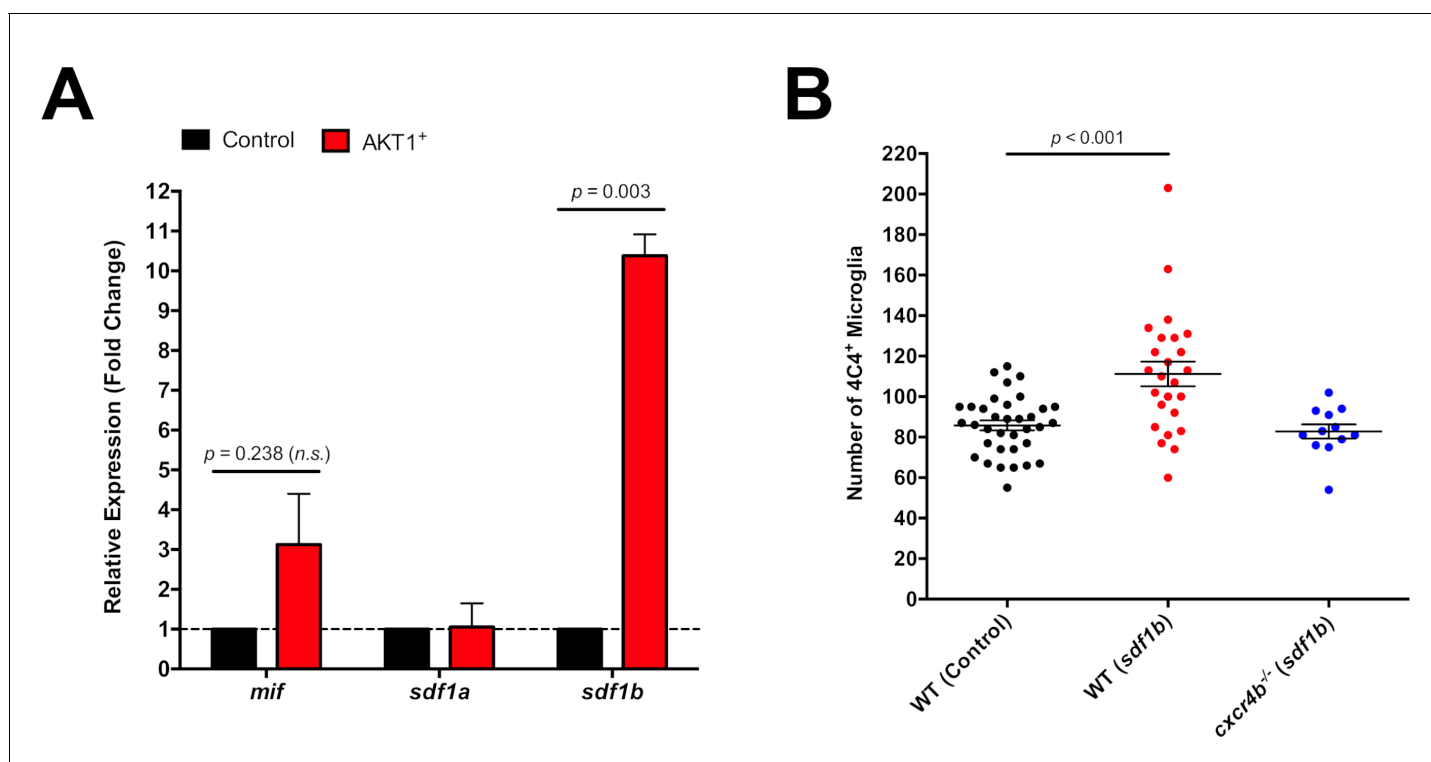 A
Control AKT1⁺
Relative Expression (Fold Change)
12
11
10
9
8
7
6
5
4
3
2
1
0
p = 0.238 (n.s.)
p = 0.003
mif sdf1a sdf1b
B
p < 0.001
Number of 4C4⁺ Microglia
220
200
180
160
140
120
100
80
60
40
20
0
WT (Control)
WT (sdf1b)
cxcr4b⁻/⁻ (sdf1b)